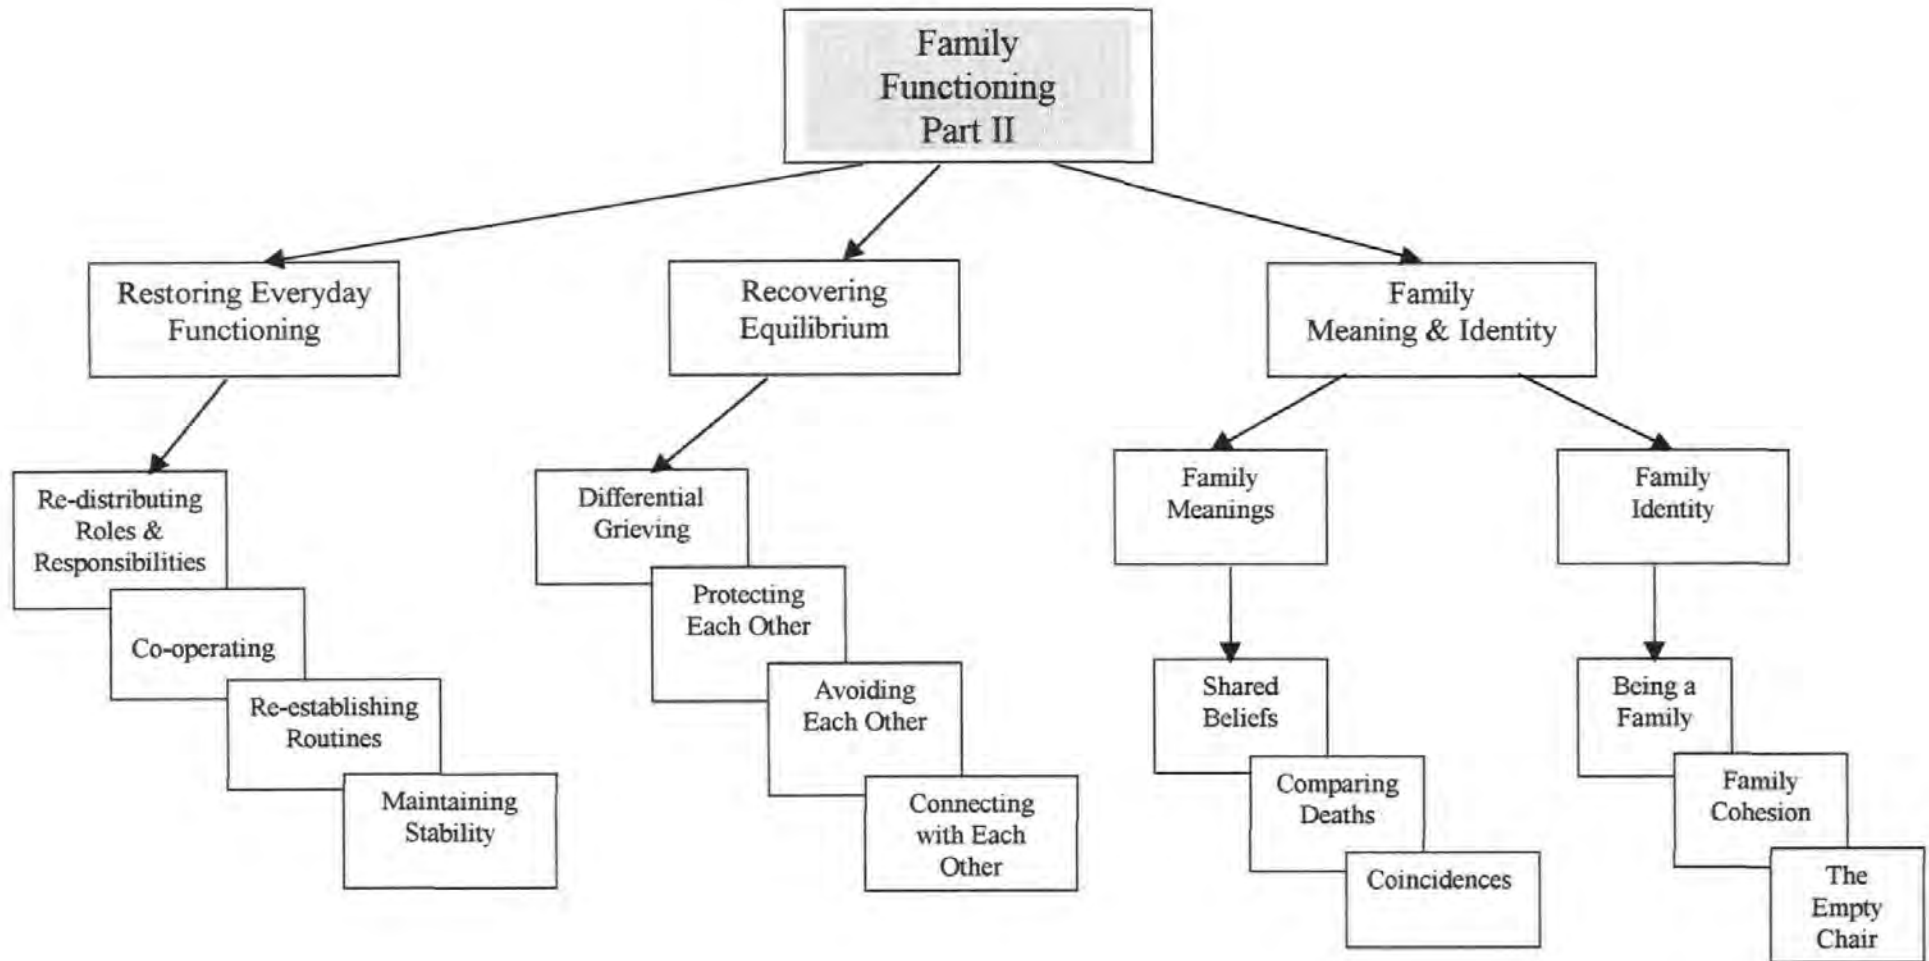 Family
Functioning
Part II
Restoring Everyday
Functioning
Recovering
Equilibrium
Family
Meaning & Identity
Re-distributing
Roles &
Responsibilities
Co-operating
Re-establishing
Routines
Maintaining
Stability
Differential
Grieving
Protecting
Each Other
Avoiding
Each Other
Connecting
with Each
Other
Family
Meanings
Shared
Beliefs
Comparing
Deaths
Coincidences
Family
Identity
Being a
Family
Family
Cohesion
The
Empty
Chair